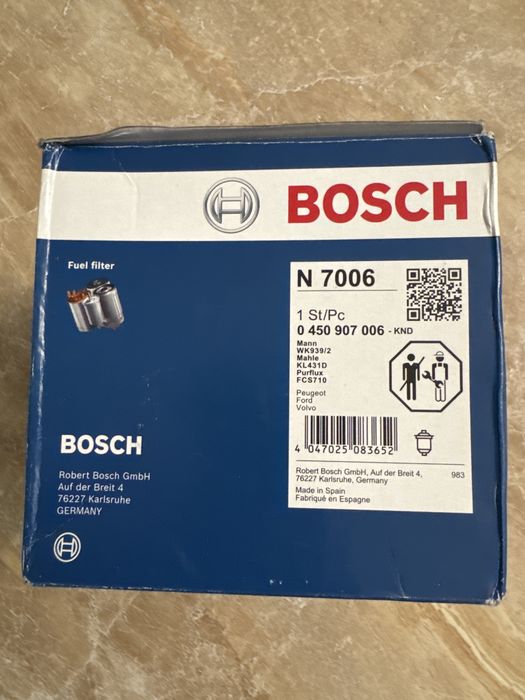 BOSCH
Fuel filter
N 7006
1 St/Pc
0 450 907 006 - KND
Mann
WK939/2
Mahle
KL431D
Purflux
FCS710
Peugeot
Ford
Volvo
4 047025 083652
Robert Bosch GmbH, Auf der Breit 4,
76227 Karlsruhe, Germany
983
Made in Spain
Fabriqué en Espagne
BOSCH
Robert Bosch GmbH
Auf der Breit 4
76227 Karlsruhe
GERMANY